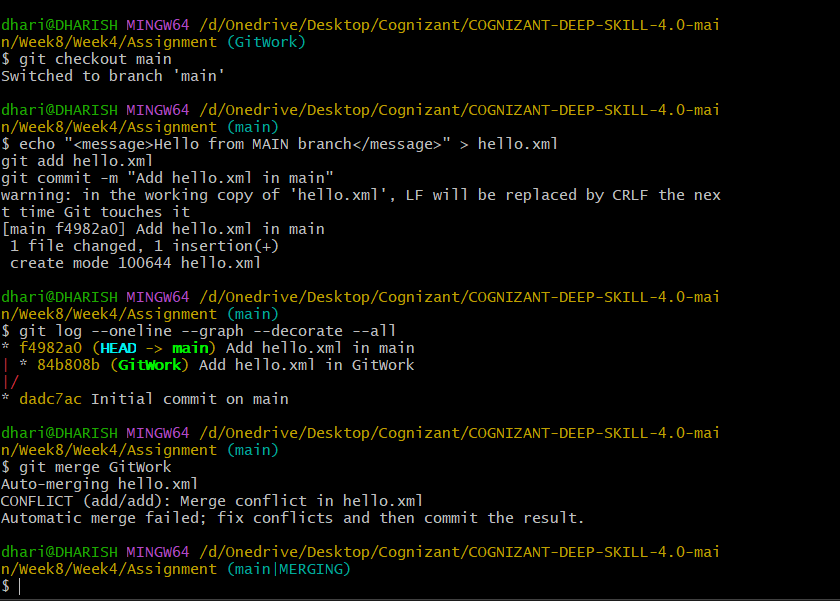 dhari@DHARISH MINGW64 /d/Onedrive/Desktop/Cognizant/COGNIZANT-DEEP-SKILL-4.0-mai
n/Week8/Week4/Assignment (GitWork)
$ git checkout main
Switched to branch 'main'
dhari@DHARISH MINGW64 /d/Onedrive/Desktop/Cognizant/COGNIZANT-DEEP-SKILL-4.0-mai
n/Week8/Week4/Assignment (main)
$ echo "<message>Hello from MAIN branch</message>" > hello.xml
git add hello.xml
git commit -m "Add hello.xml in main"
warning: in the working copy of 'hello.xml', LF will be replaced by CRLF the nex
t time Git touches it
[main f4982a0] Add hello.xml in main
 1 file changed, 1 insertion(+)
 create mode 100644 hello.xml
dhari@DHARISH MINGW64 /d/Onedrive/Desktop/Cognizant/COGNIZANT-DEEP-SKILL-4.0-mai
n/Week8/Week4/Assignment (main)
$ git log --oneline --graph --decorate --all
* f4982a0 (HEAD -> main) Add hello.xml in main
| * 84b808b (GitWork) Add hello.xml in GitWork
|/
* dadc7ac Initial commit on main
dhari@DHARISH MINGW64 /d/Onedrive/Desktop/Cognizant/COGNIZANT-DEEP-SKILL-4.0-mai
n/Week8/Week4/Assignment (main)
$ git merge GitWork
Auto-merging hello.xml
CONFLICT (add/add): Merge conflict in hello.xml
Automatic merge failed; fix conflicts and then commit the result.
dhari@DHARISH MINGW64 /d/Onedrive/Desktop/Cognizant/COGNIZANT-DEEP-SKILL-4.0-mai
n/Week8/Week4/Assignment (main|MERGING)
$